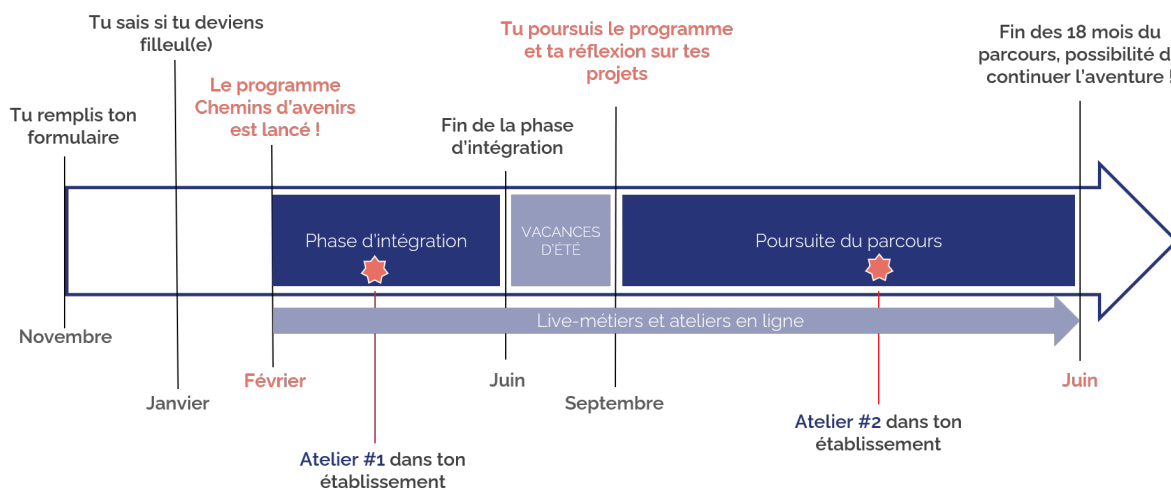 Tu remplis ton
formulaire
Tu sais si tu deviens
filleul(e)
Le programme
Chemins d'avenirs
est lancé !
Fin de la phase
d'intégration
Tu poursuis le programme
et ta réflexion sur tes
projets
Fin des 18 mois du
parcours, possibilité d
continuer l'aventure !
Phase d'intégration
VACANCES
D'ÉTÉ
Poursuite du parcours
Live-métiers et ateliers en ligne
Novembre
Janvier
Février
Juin
Septembre
Juin
Atelier #1 dans ton
établissement
Atelier #2 dans ton
établissement